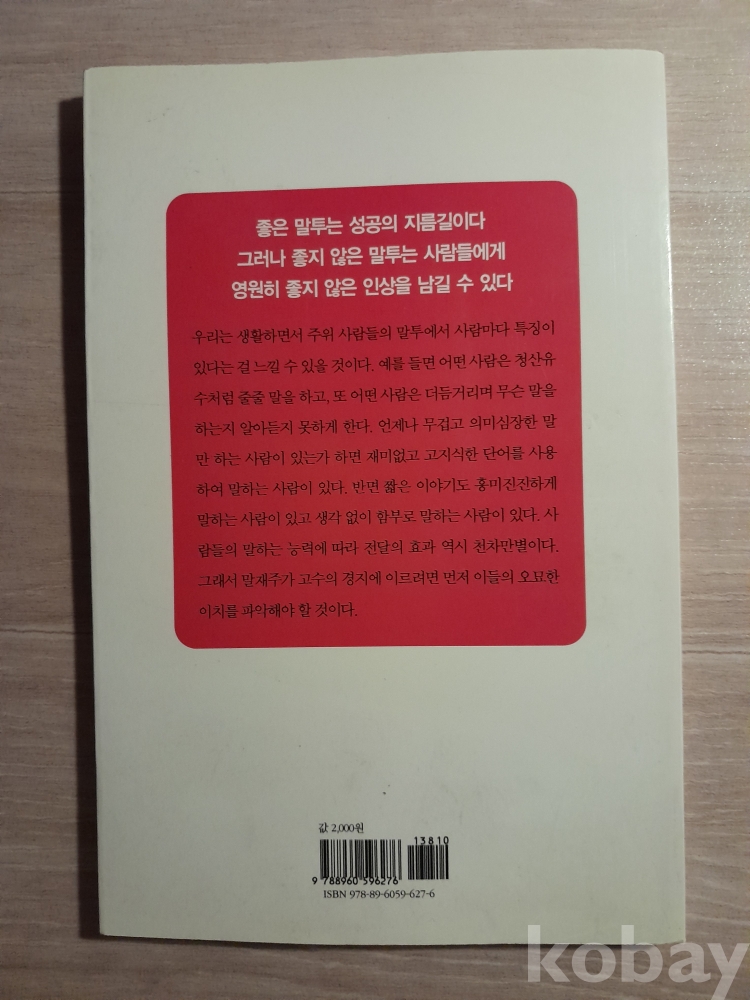 좋은 말투는 성공의 지름길이다
그러나 좋지 않은 말투는 사람들에게
영원히 좋지 않은 인상을 남길 수 있다
우리는 생활하면서 주위 사람들의 말투에서 사람마다 특징이
있다는 걸 느낄 수 있을 것이다. 예를 들면 어떤 사람은 청산유
수처럼 줄줄 말을 하고, 또 어떤 사람은 더듬거리며 무슨 말을
하는지 알아듣지 못하게 한다. 언제나 무겁고 의미심장한 말
만 하는 사람이 있는가 하면 재미없고 고지식한 단어를 사용
하여 말하는 사람이 있다. 반면 짧은 이야기도 흥미진진하게
말하는 사람이 있고 생각 없이 함부로 말하는 사람이 있다. 사
람들의 말하는 능력에 따라 전달의 효과 역시 천차만별이다.
그래서 말재주가 고수의 경지에 이르려면 먼저 이들의 오묘한
이치를 파악해야 할 것이다.
값 2,000원
13810
9 788960 596276
ISBN 978-89-6059-627-6
kobay